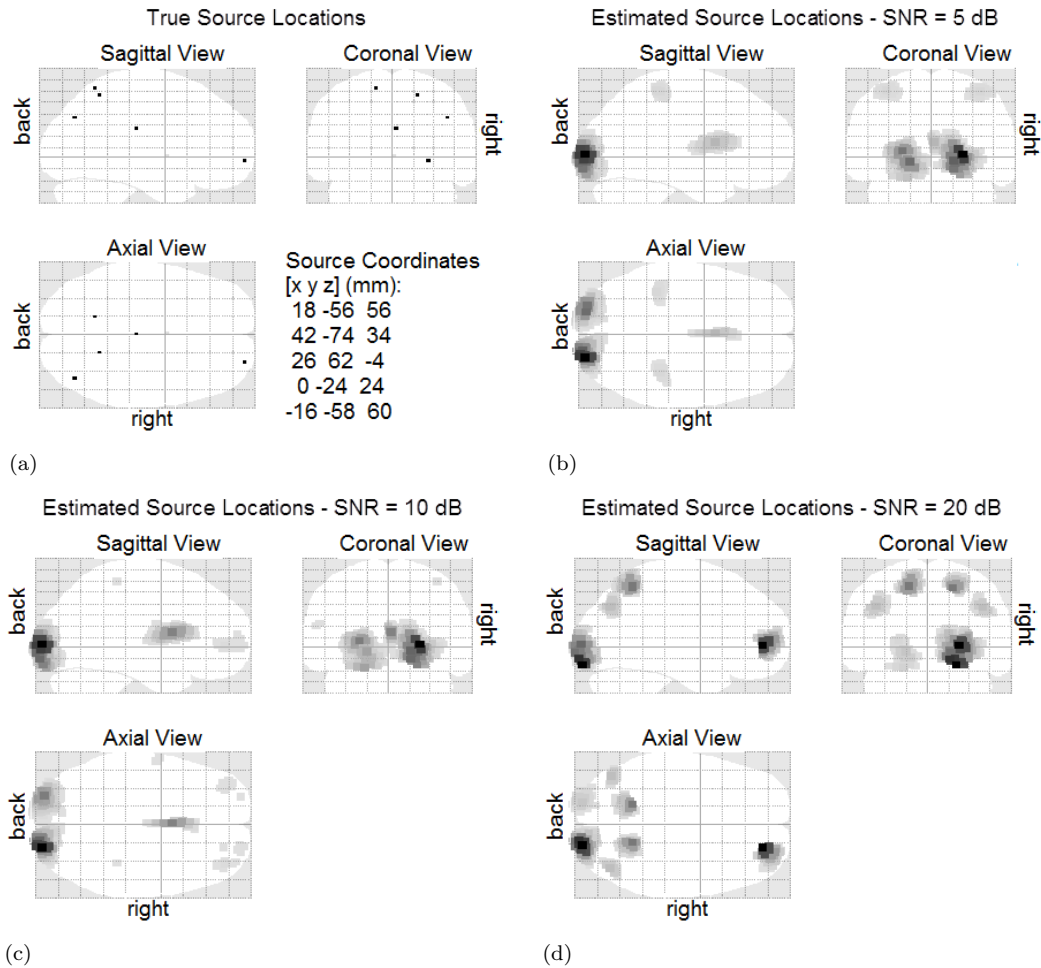 True Source Locations
Sagittal View
Coronal View
back
right
Axial View
back
right
Source Coordinates
[x y z] (mm):
18 -56 56
42 -74 34
26 62 -4
0 -24 24
-16 -58 60
(a)
Estimated Source Locations - SNR = 5 dB
Sagittal View
Coronal View
back
right
Axial View
back
right
(b)
Estimated Source Locations - SNR = 10 dB
Sagittal View
Coronal View
back
right
Axial View
back
right
(c)
Estimated Source Locations - SNR = 20 dB
Sagittal View
Coronal View
back
right
Axial View
back
right
(d)